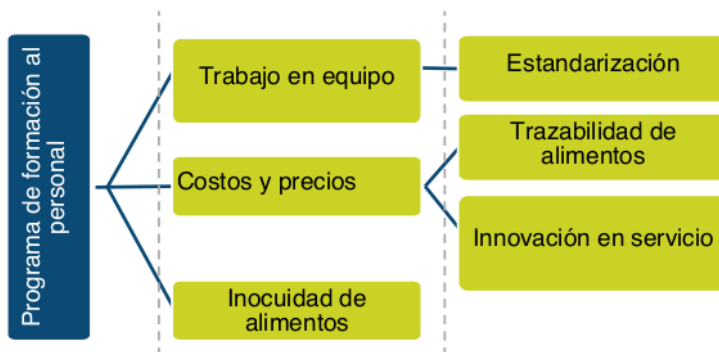 Programa de formación al
personal
Trabajo en equipo
Costos y precios
Inocuidad de
alimentos
Estandarización
Trazabilidad de
alimentos
Innovación en servicio